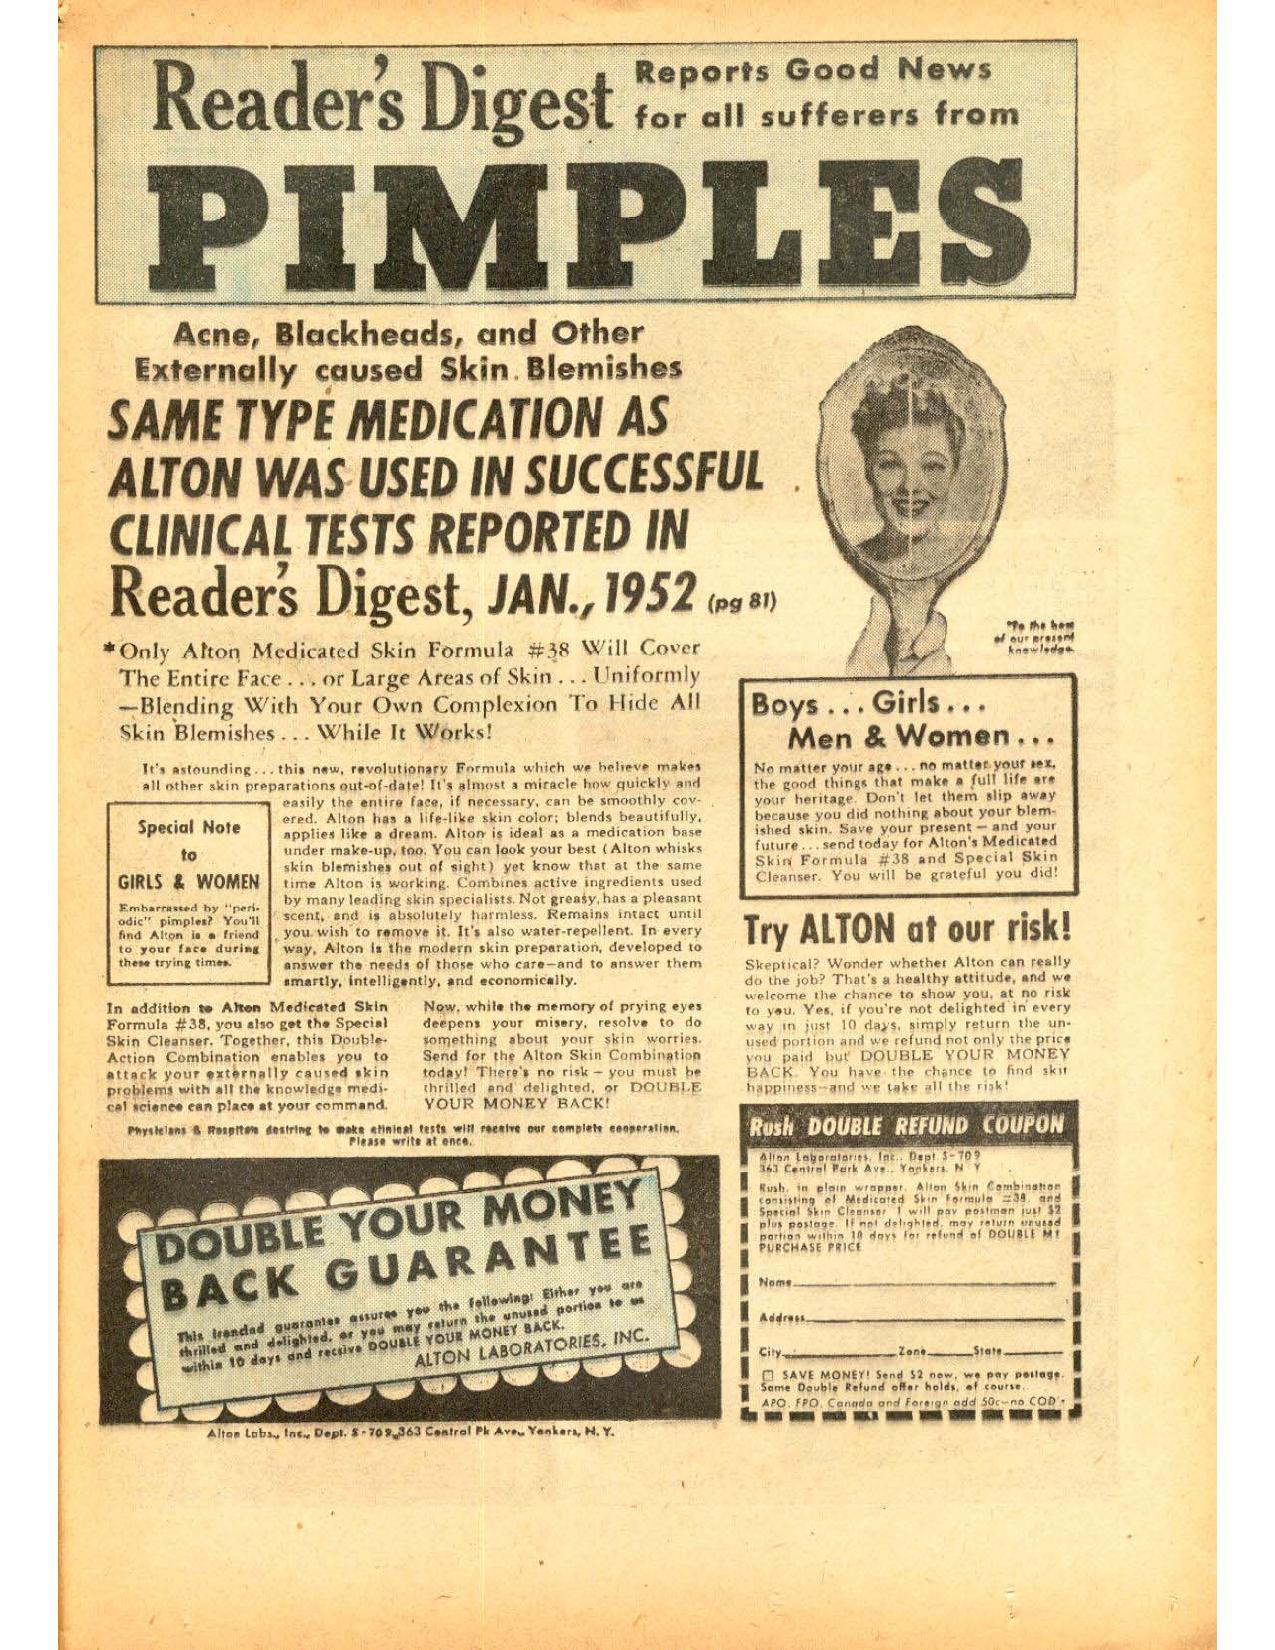 Reader's Digest Reports Good News
for all sufferers from
PIMPLES
Acne, Blackheads, and Other
Externally caused Skin Blemishes
SAME TYPE MEDICATION AS
ALTON WAS USED IN SUCCESSFUL
CLINICAL TESTS REPORTED IN
Reader's Digest, JAN., 1952 (pg 81)
*Only Alton Medicated Skin Formula #38 Will Cover
The Entire Face . . . or Large Areas of Skin . . . Uniformly
—Blending With Your Own Complexion To Hide All
Skin Blemishes . . . While It Works!
It's astounding . . . this new, revolutionary Formula which we believe makes
all other skin preparations out-of-date! It's almost a miracle how quickly and
easily the entire face, if necessary, can be smoothly cov-
ered. Alton has a life-like skin color; blends beautifully,
applies like a dream. Alton is ideal as a medication base
under make-up, too. You can look your best (Alton whisks
skin blemishes out of sight) yet know that at the same
time Alton is working. Combines active ingredients used
by many leading skin specialists. Not greasy, has a pleasant
scent, and is absolutely harmless. Remains intact until
you wish to remove it. It's also water-repellent. In every
way, Alton is the modern skin preparation, developed to
answer the needs of those who care—and to answer them
smartly, intelligently, and economically.
Special Note
to
GIRLS & WOMEN
Embarrassed by "peri-
odic" pimples? You'll
find Alton is a friend
to your face during
these trying times.
In addition to Alton Medicated Skin
Formula #38, you also get the Special
Skin Cleanser. Together, this Double-
Action Combination enables you to
attack your externally caused skin
problems with all the knowledge medi-
cal science can place at your command.
Now, while the memory of prying eyes
deepens your misery, resolve to do
something about your skin worries.
Send for the Alton Skin Combination
today! There's no risk — you must be
thrilled and delighted, or DOUBLE
YOUR MONEY BACK!
Physicians & Hospitals desiring to make clinical tests will receive our complete cooperation.
Please write at once.
DOUBLE YOUR MONEY
BACK GUARANTEE
This ironclad guarantee assures you the following: Either you are
thrilled and delighted, or you may return the unused portion to us
within 10 days and receive DOUBLE YOUR MONEY BACK.
ALTON LABORATORIES, INC.
Alton Labs., Inc., Dept. S-709, 363 Central Pk Ave., Yonkers, N. Y.
*To the best
of our present
knowledge.
Boys . . . Girls . . .
Men & Women . . .
No matter your age . . . no matter your sex,
the good things that make a full life are
your heritage. Don't let them slip away
because you did nothing about your blem-
ished skin. Save your present — and your
future . . . send today for Alton's Medicated
Skin Formula #38 and Special Skin
Cleanser. You will be grateful you did!
Try ALTON at our risk!
Skeptical? Wonder whether Alton can really
do the job? That's a healthy attitude, and we
welcome the chance to show you, at no risk
to you. Yes, if you're not delighted in every
way in just 10 days, simply return the un-
used portion and we refund not only the price
you paid but DOUBLE YOUR MONEY
BACK. You have the chance to find skin
happiness—and we take all the risk!
Rush DOUBLE REFUND COUPON
Alton Laboratories, Inc., Dept S-709
363 Central Park Ave., Yonkers, N Y
Rush, in plain wrapper, Alton Skin Combination
consisting of Medicated Skin Formula #38 and
Special Skin Cleanser I will pay postman just $2
plus postage. If not delighted, may return unused
portion within 10 days for refund of DOUBLE MY
PURCHASE PRICE
Name
Address
City Zone State
SAVE MONEY! Send $2 now, we pay postage.
Same Double Refund offer holds, of course.
APO, FPO, Canada and Foreign add 50c—no COD's